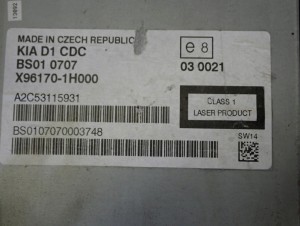 MADE IN CZECH REPUBLIC
KIA D1 CDC
BS01 0707
X96170-1H000
e 8
03 0021
A2C53115931
CLASS 1
LASER PRODUCT
BS0107070003748
SW14